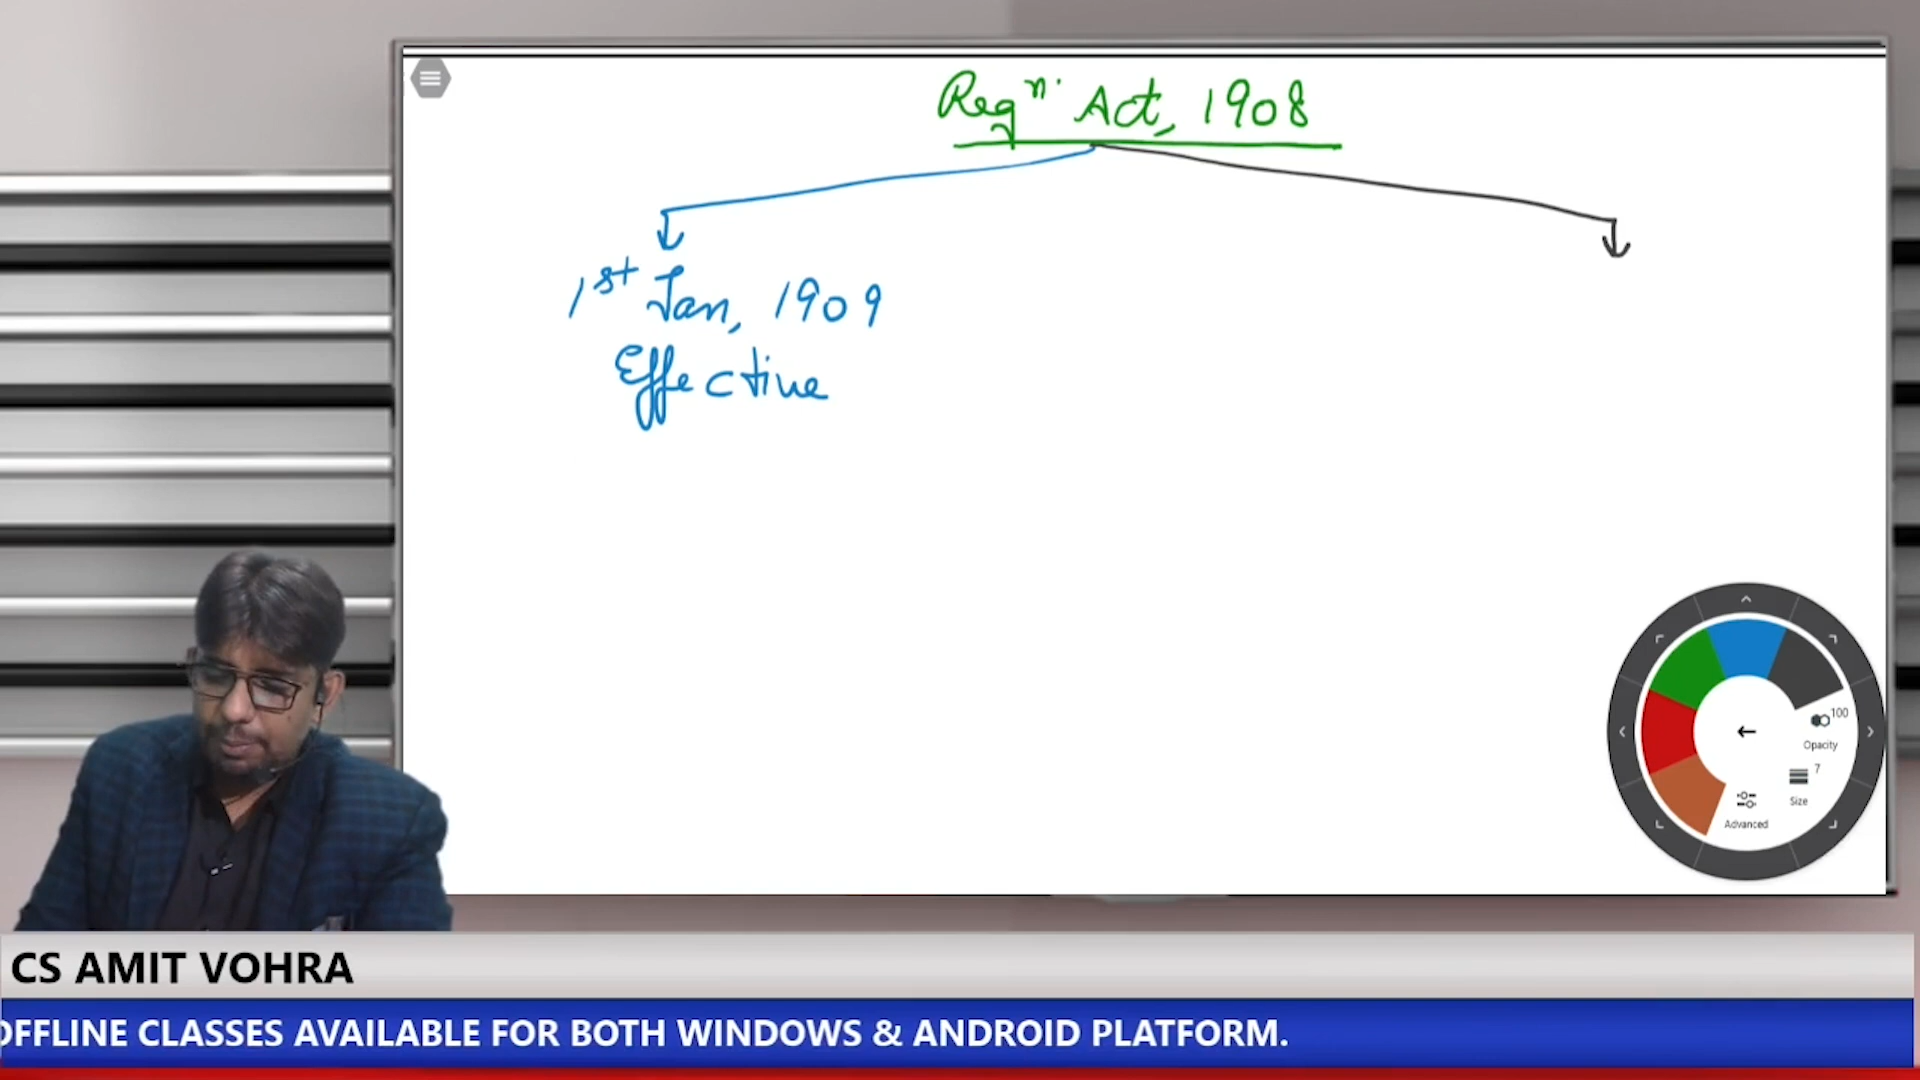 Regn. Act, 1908
1st Jan, 1909
Effective
100
Opacity
7
Size
Advanced
CS AMIT VOHRA
OFFLINE CLASSES AVAILABLE FOR BOTH WINDOWS & ANDROID PLATFORM.